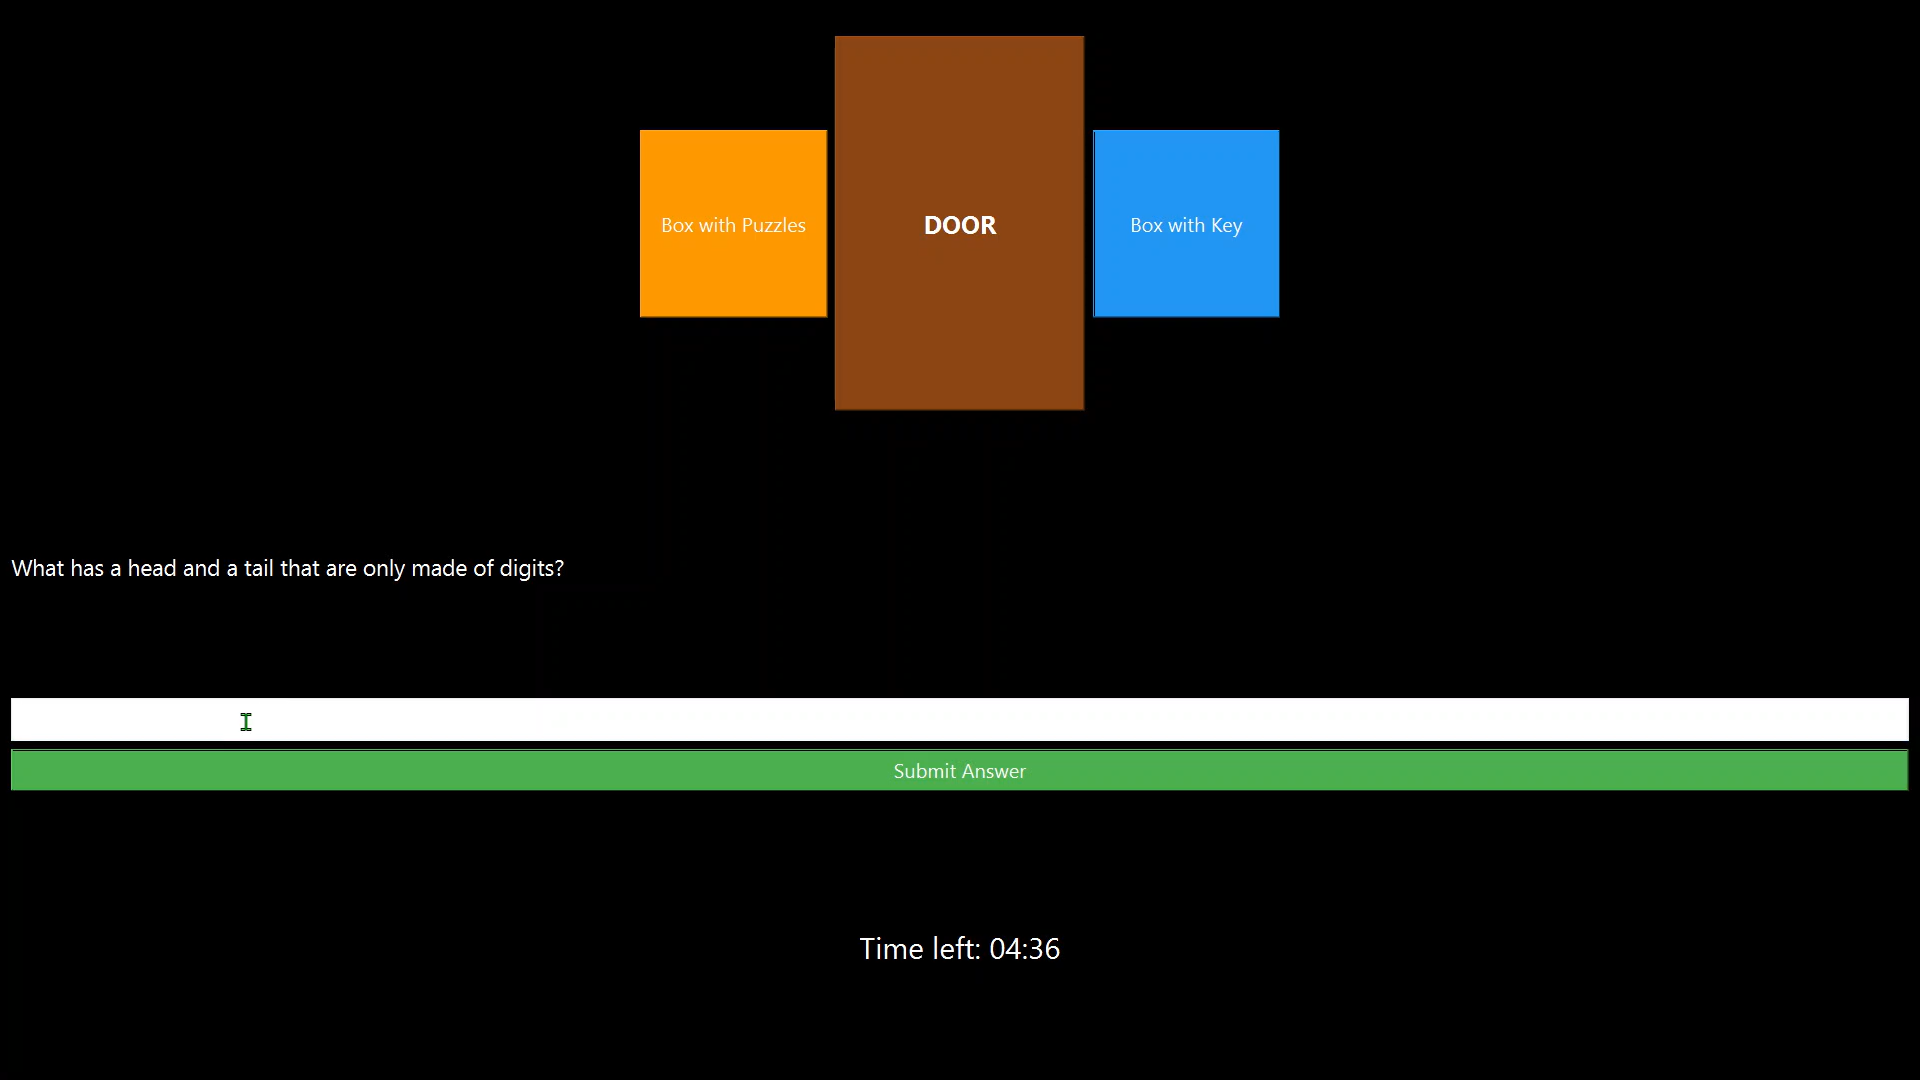 Box with Puzzles
DOOR
Box with Key
What has a head and a tail that are only made of digits?
Submit Answer
Time left: 04:36